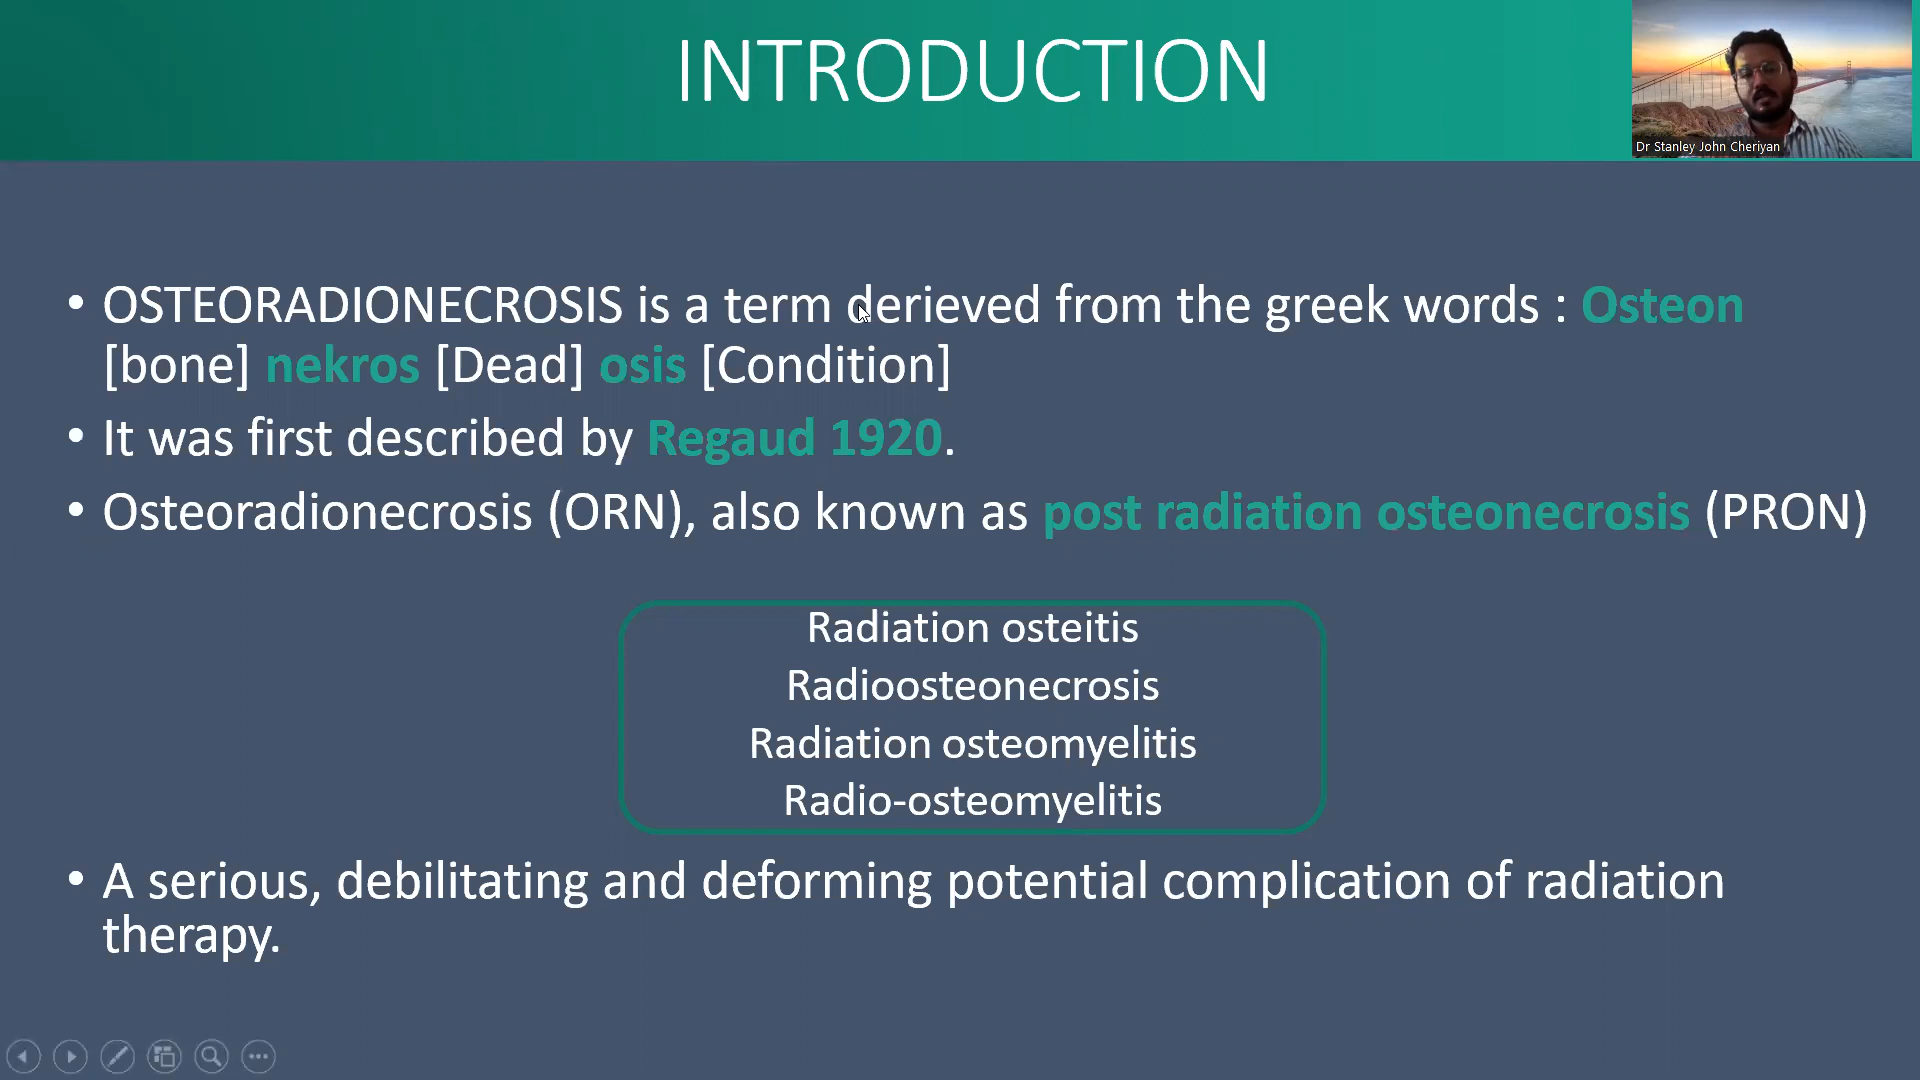 INTRODUCTION
Dr Stanley John Cheriyan
• OSTEORADIONECROSIS is a term derieved from the greek words : Osteon
[bone] nekros [Dead] osis [Condition]
• It was first described by Regaud 1920.
• Osteoradionecrosis (ORN), also known as post radiation osteonecrosis (PRON)
Radiation osteitis
Radioosteonecrosis
Radiation osteomyelitis
Radio-osteomyelitis
• A serious, debilitating and deforming potential complication of radiation
therapy.